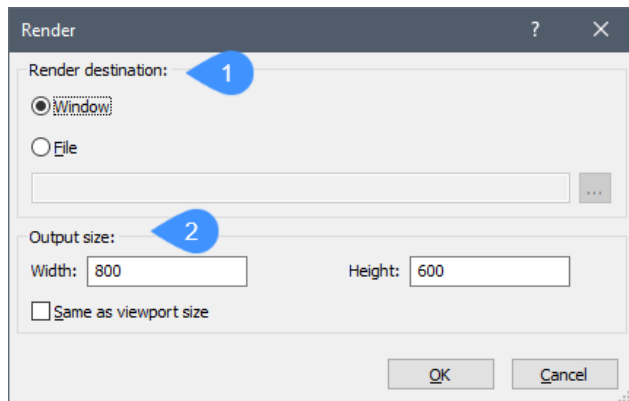 Render ? ×
Render destination: 1
Window
File
...
Output size: 2
Width: 800 Height: 600
Same as viewport size
OK Cancel